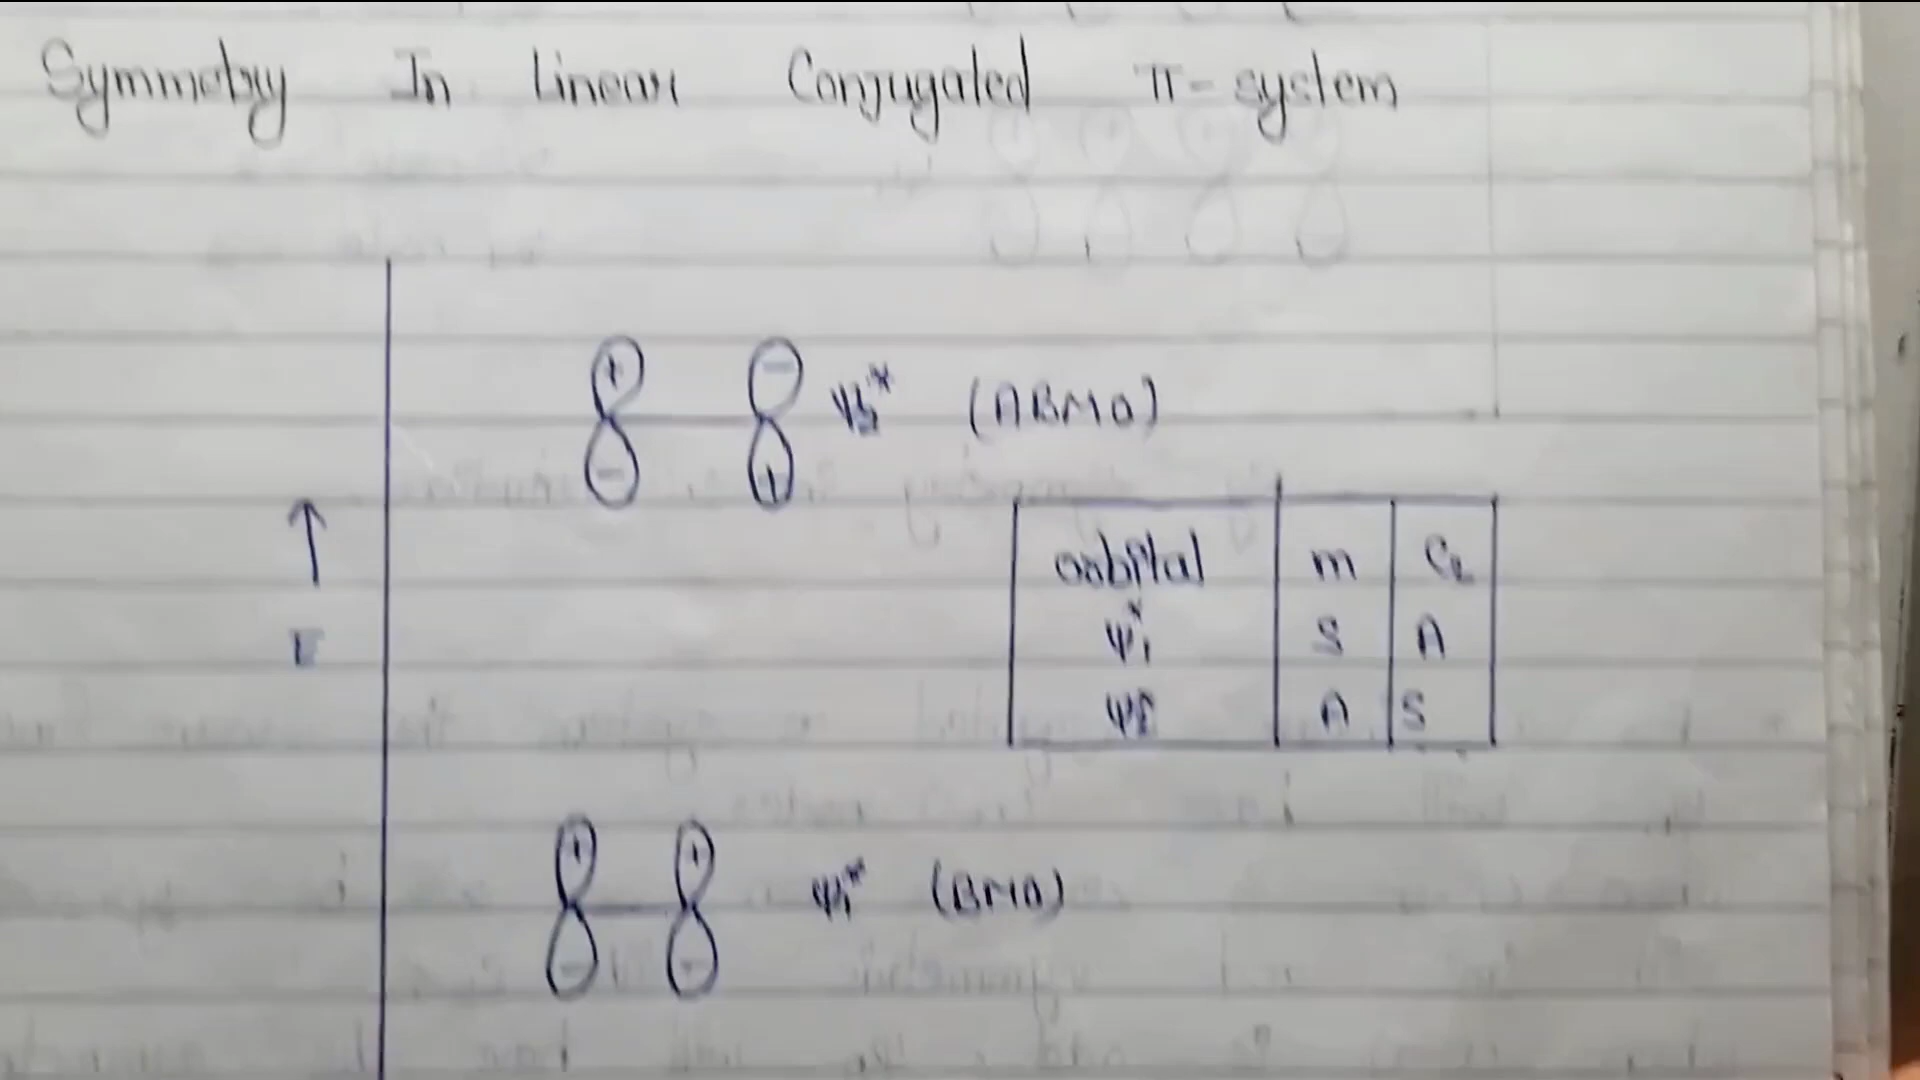 Symmetry In Linear Conjugated π-system
+ - ψ2* (ABMO)
- +
↑
E
orbital m C2
ψ1* S A
ψ2* A S
+ + ψ1* (BMO)
- -